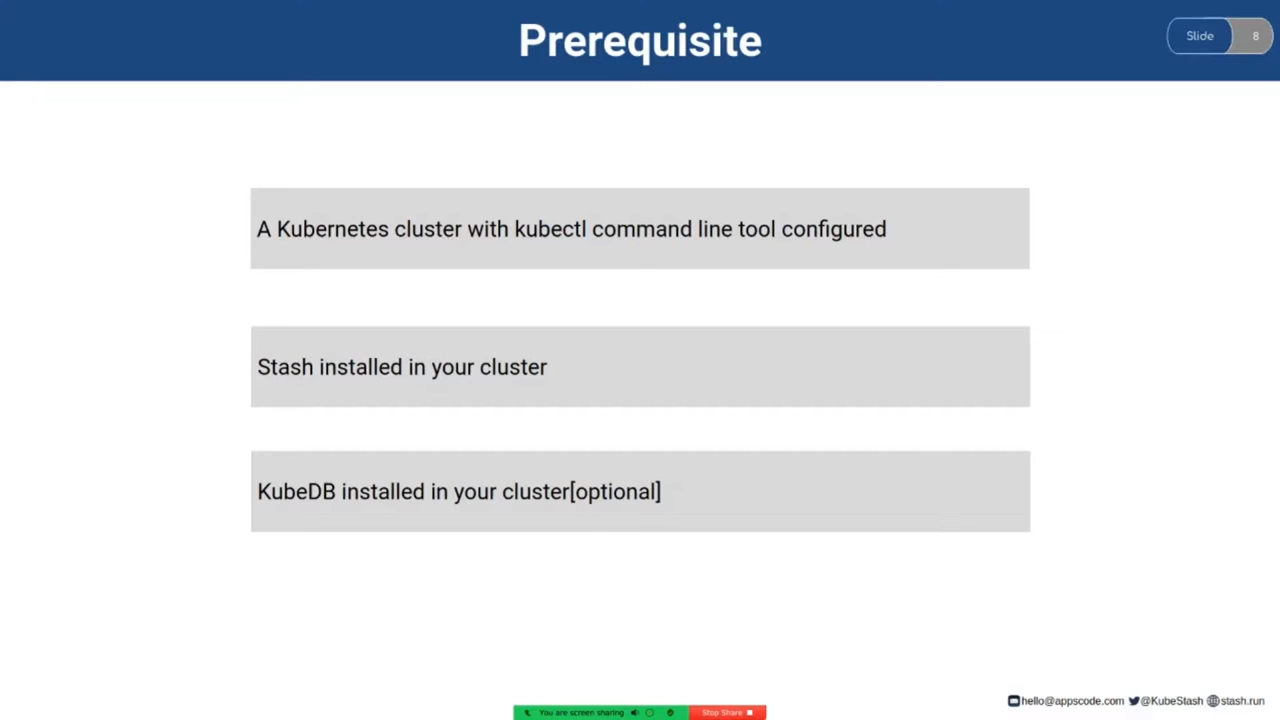 Prerequisite
Slide 8
A Kubernetes cluster with kubectl command line tool configured
Stash installed in your cluster
KubeDB installed in your cluster[optional]
hello@appscode.com @KubeStash stash.run
You are screen sharing Stop Share